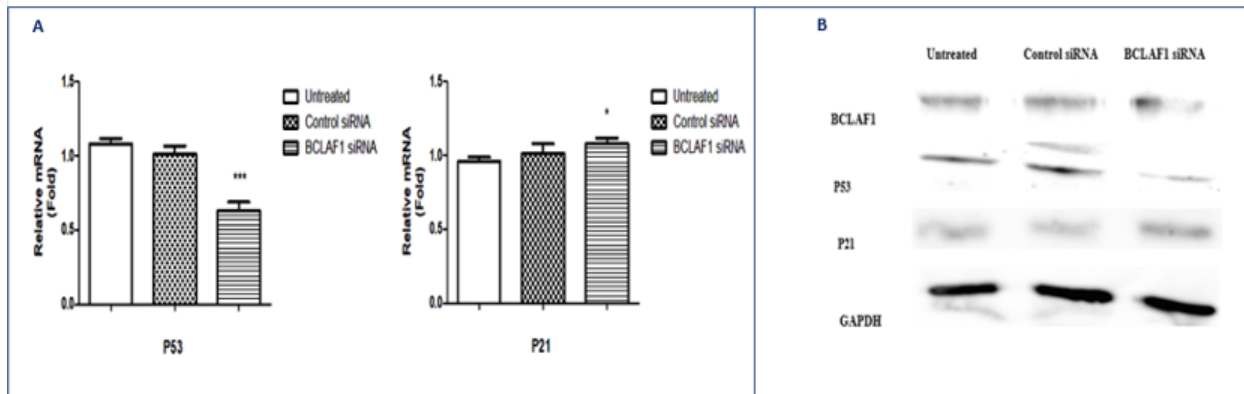 A
Relative mRNA
(Fold)
1.5
1.0
0.5
0.0
***
Untreated
Control siRNA
BCLAF1 siRNA
P53
Relative mRNA
(Fold)
1.5
1.0
0.5
0.0
*
Untreated
Control siRNA
BCLAF1 siRNA
P21
B
Untreated Control siRNA BCLAF1 siRNA
BCLAF1
P53
P21
GAPDH